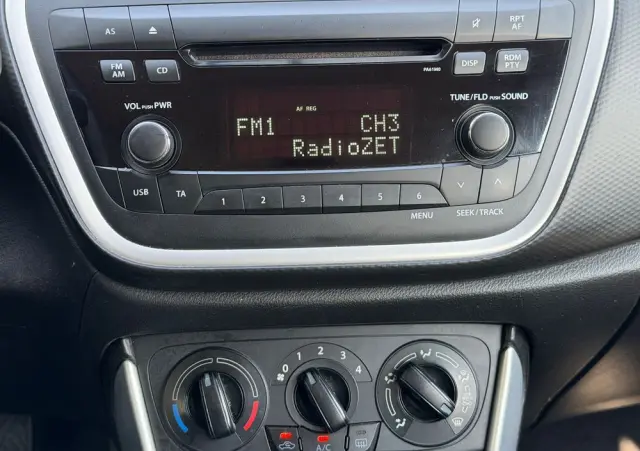 AS
RPT
AF
FM
AM
CD
PA61940
DISP
RDM
PTY
VOL PUSH PWR
TUNE/FLD PUSH SOUND
AF REG
FM1 CH3
RadioZET
USB TA 1 2 3 4 5 6
MENU SEEK/TRACK
0 1 2 3 4
A/C